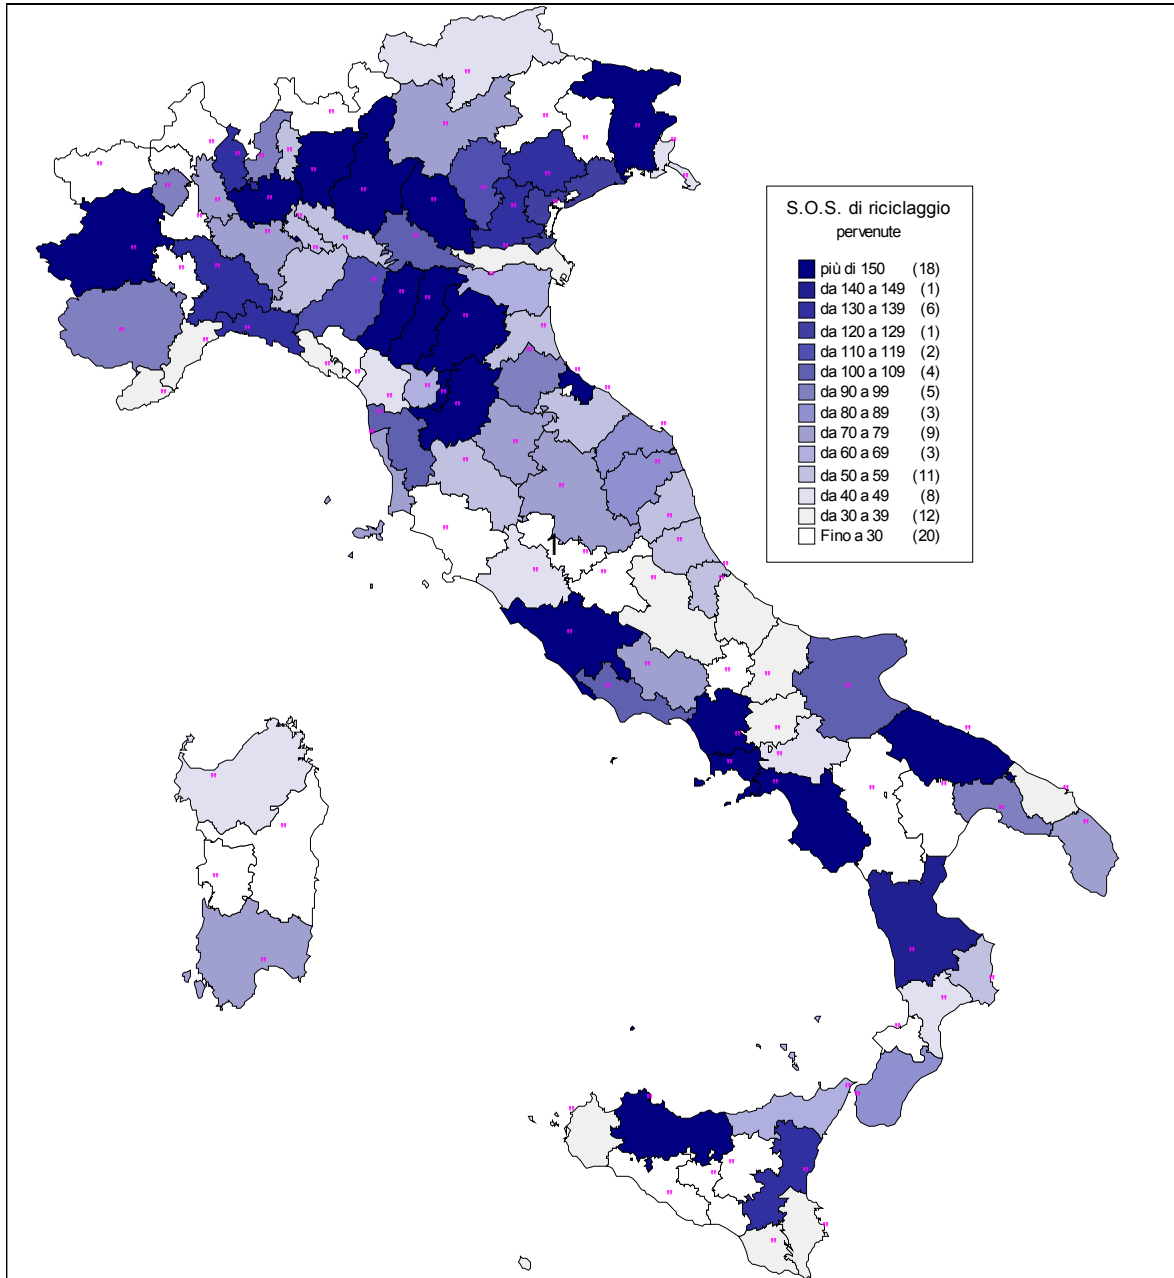 S.O.S. di riciclaggio
pervenute
più di 150 (18)
da 140 a 149 (1)
da 130 a 139 (6)
da 120 a 129 (1)
da 110 a 119 (2)
da 100 a 109 (4)
da 90 a 99 (5)
da 80 a 89 (3)
da 70 a 79 (9)
da 60 a 69 (3)
da 50 a 59 (11)
da 40 a 49 (8)
da 30 a 39 (12)
Fino a 30 (20)
1